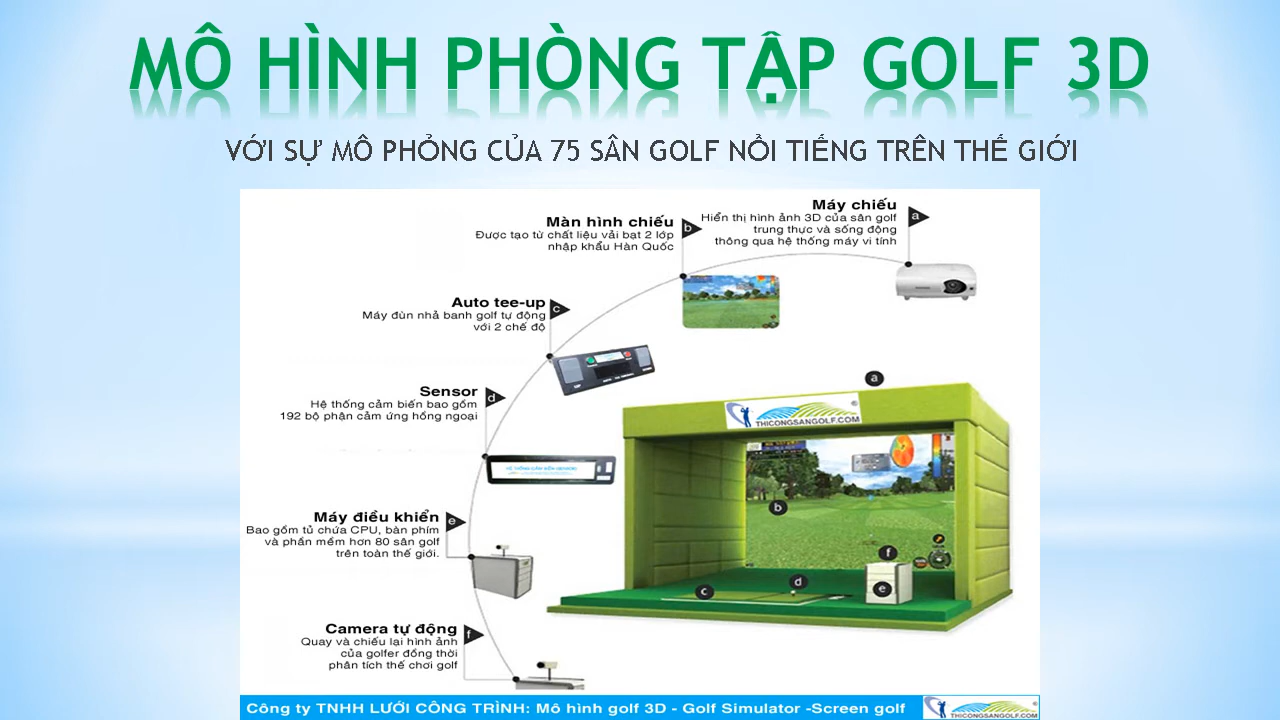 MÔ HÌNH PHÒNG TẬP GOLF 3D
VỚI SỰ MÔ PHỎNG CỦA 75 SÂN GOLF NỔI TIẾNG TRÊN THẾ GIỚI
Máy chiếu
Hiển thị hình ảnh 3D của sân golf
trung thực và sống động
thông qua hệ thống máy vi tính
a
Màn hình chiếu
Được tạo từ chất liệu vải bạt 2 lớp
nhập khẩu Hàn Quốc
b
Auto tee-up
Máy đùn nhả banh golf tự động
với 2 chế độ
c
Sensor
Hệ thống cảm biến bao gồm
192 bộ phận cảm ứng hồng ngoại
d
HỆ THỐNG CẢM BIẾN (SENSOR)
Máy điều khiển
Bao gồm tủ chứa CPU, bàn phím
và phần mềm hơn 80 sân golf
trên toàn thế giới.
e
Camera tự động
Quay và chiếu lại hình ảnh
của golfer đồng thời
phân tích thế chơi golf
f
a
THICONGSANGOLF.COM
b
f
d
c
e
Công ty TNHH LƯỚI CÔNG TRÌNH: Mô hình golf 3D - Golf Simulator -Screen golf
THICONGSANGOLF.COM